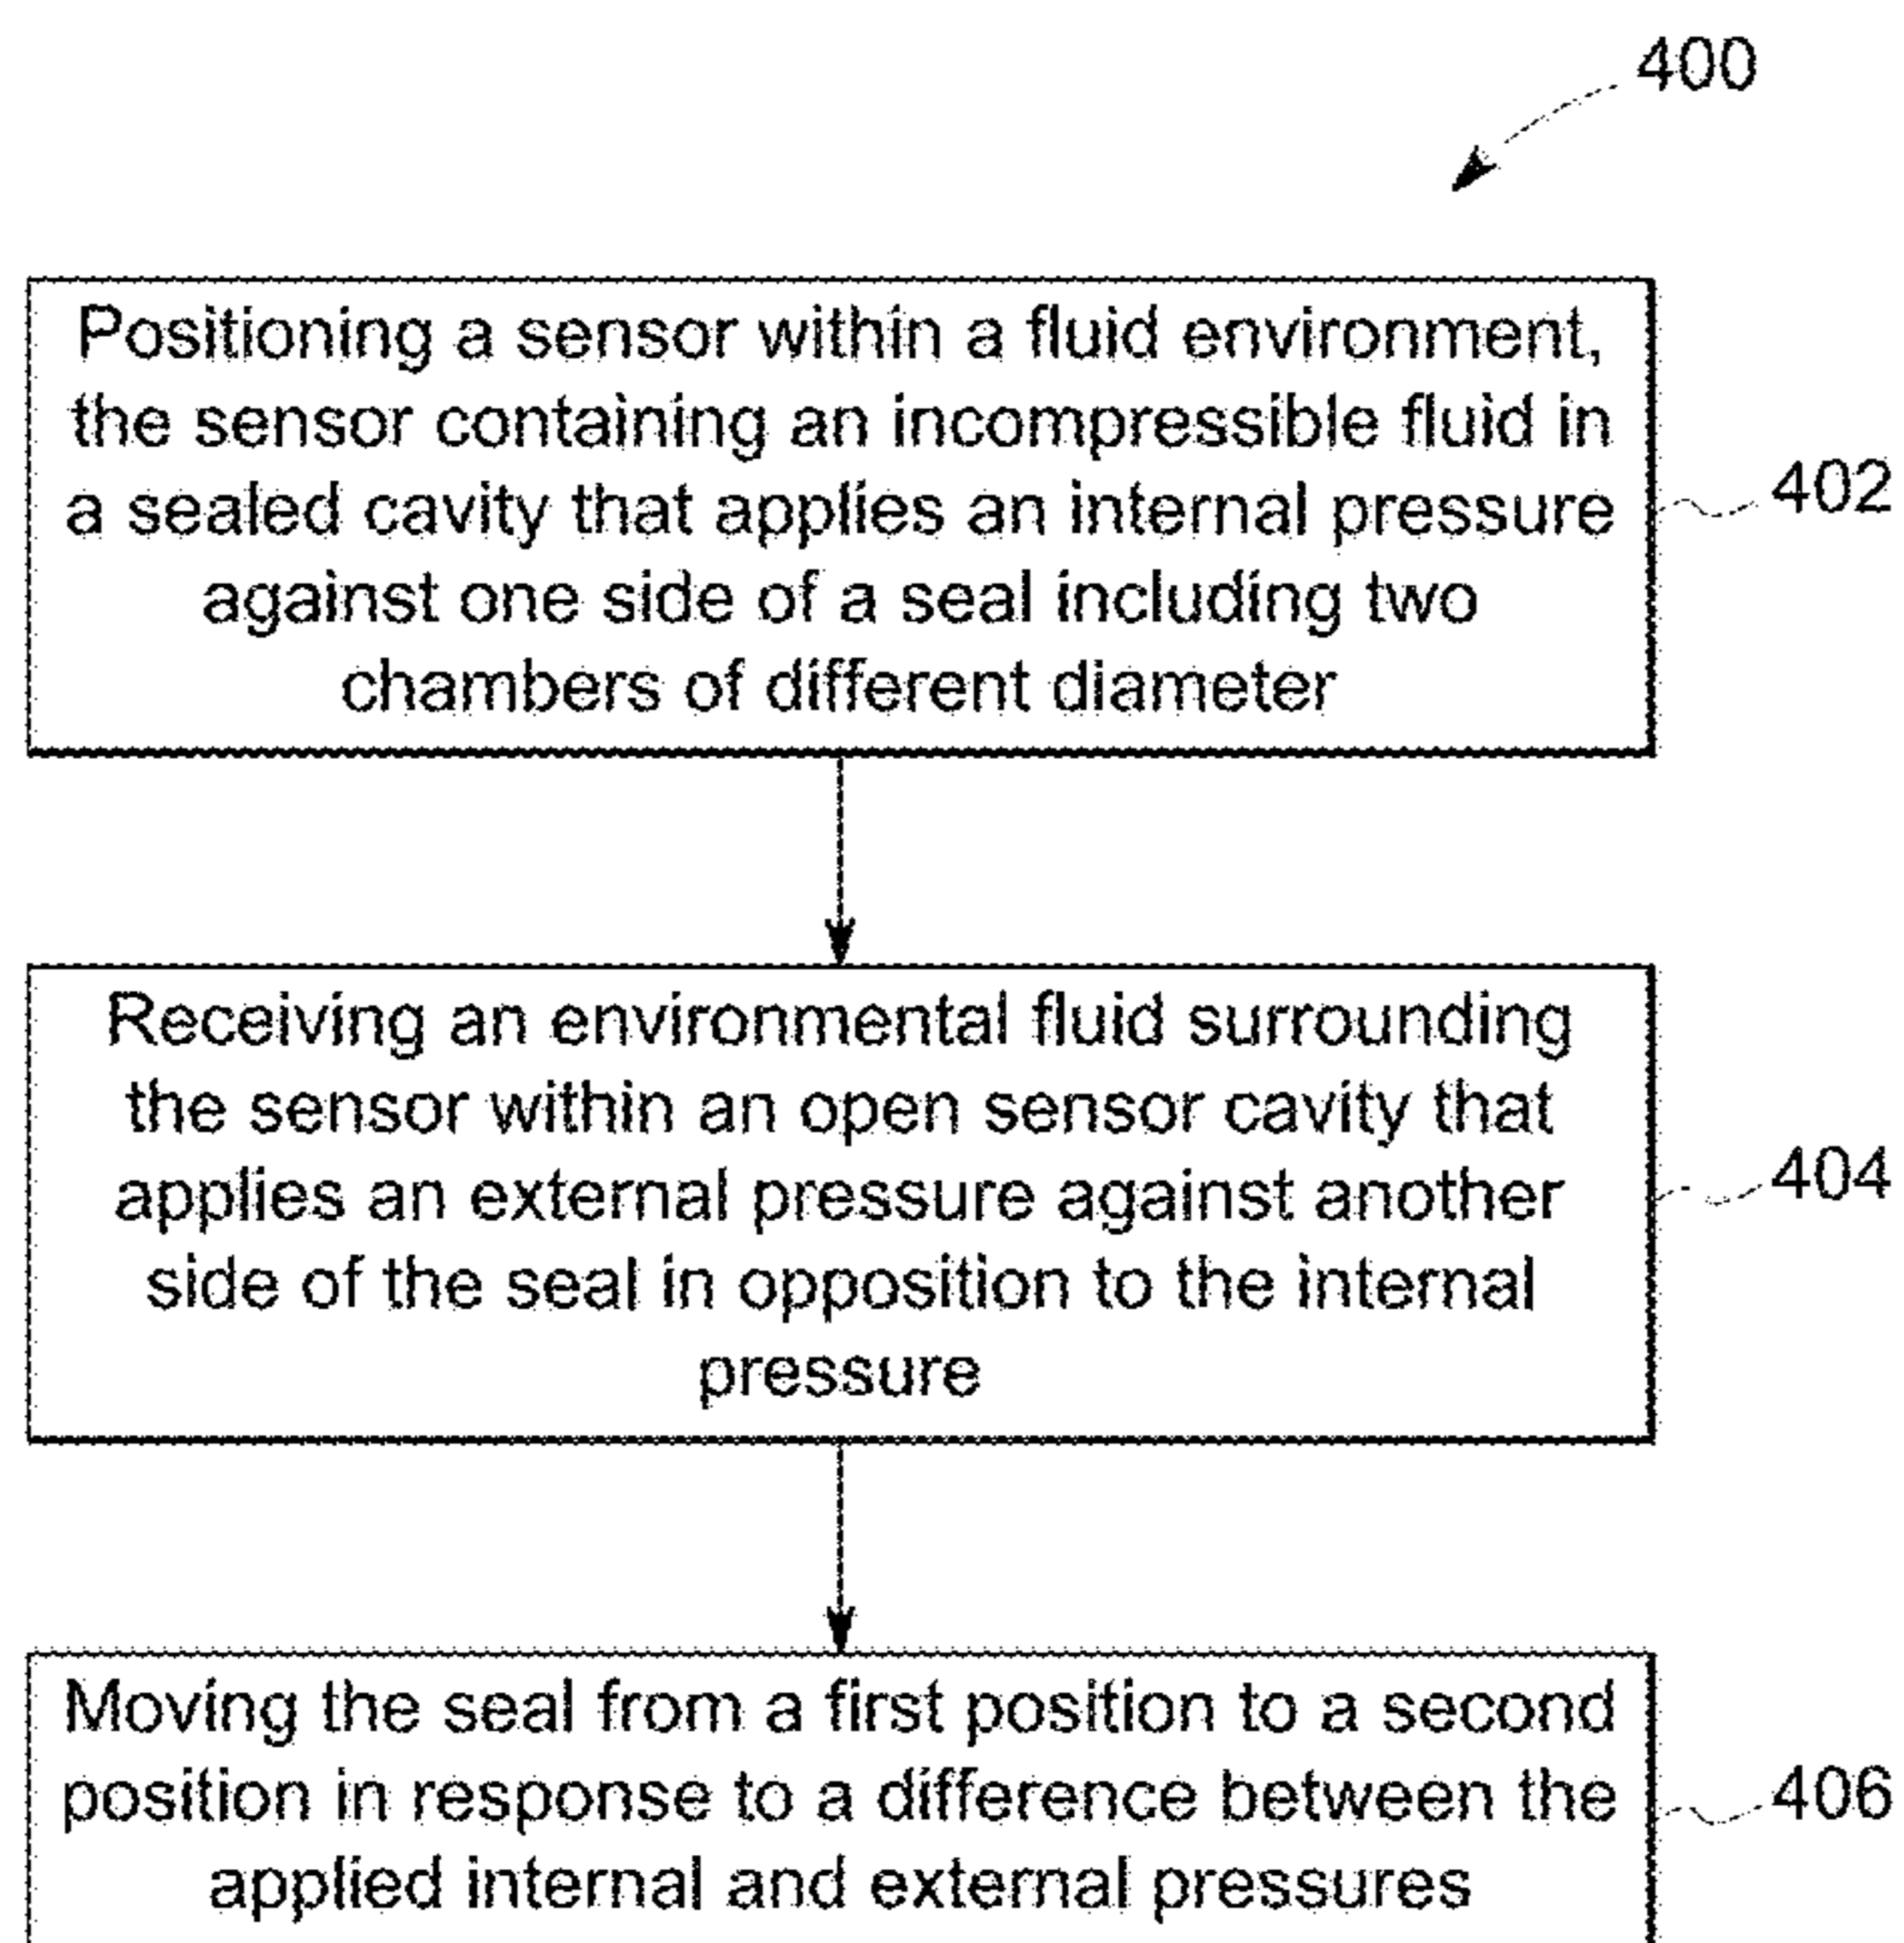 400
Positioning a sensor within a fluid environment,
the sensor containing an incompressible fluid in
a sealed cavity that applies an internal pressure
against one side of a seal including two
chambers of different diameter
402
Receiving an environmental fluid surrounding
the sensor within an open sensor cavity that
applies an external pressure against another
side of the seal in opposition to the internal
pressure
404
Moving the seal from a first position to a second
position in response to a difference between the
applied internal and external pressures
406